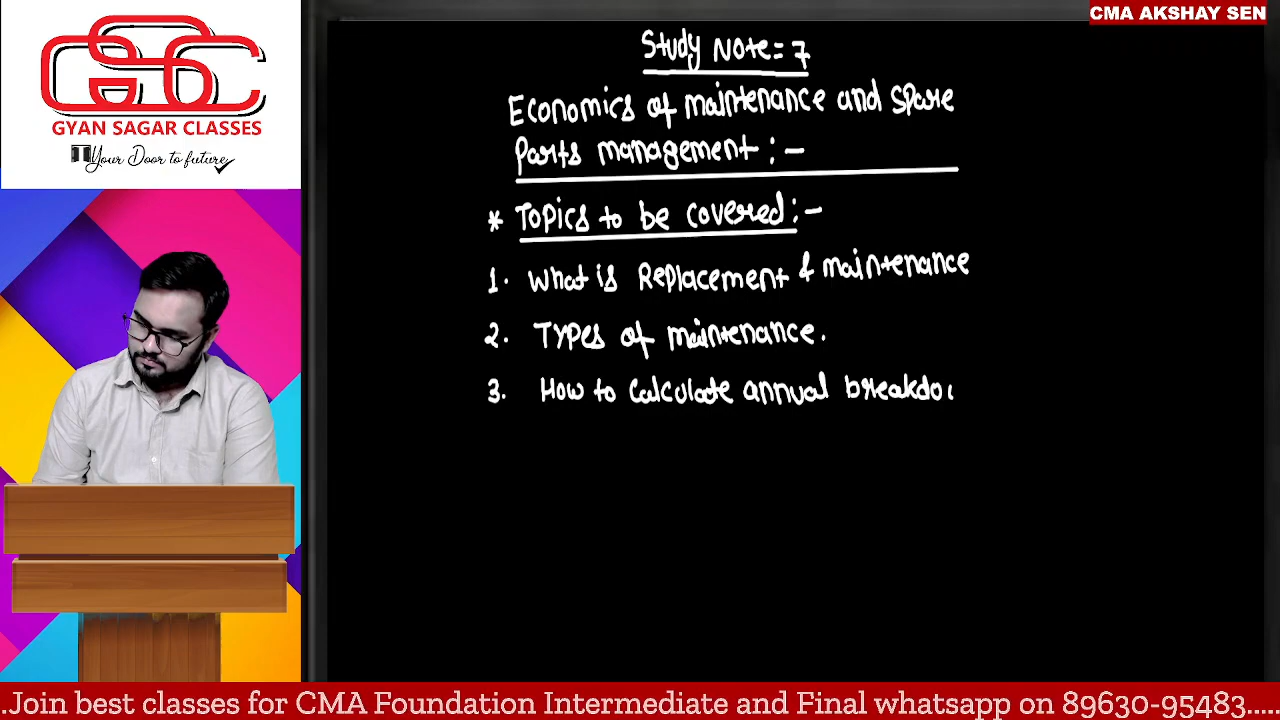 CMA AKSHAY SEN
GSC
GYAN SAGAR CLASSES
Your Door to future
Study Note = 7
Economics of maintenance and spare
Parts management : -
* Topics to be covered : -
1. What is Replacement & maintenance
2. Types of maintenance.
3. How to calculate annual breakdo
.Join best classes for CMA Foundation Intermediate and Final whatsapp on 89630-95483.....